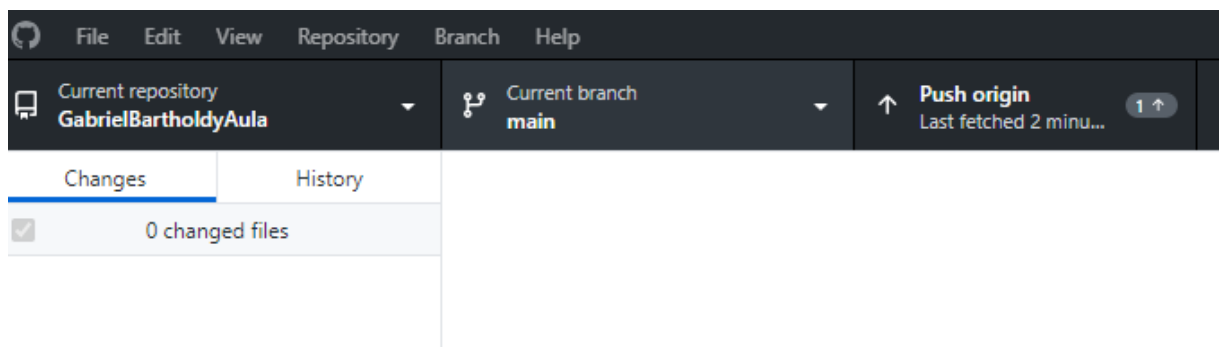 File Edit View Repository Branch Help
Current repository
GabrielBartholdyAula
Current branch
main
Push origin
Last fetched 2 minu...
1↑
Changes History
0 changed files